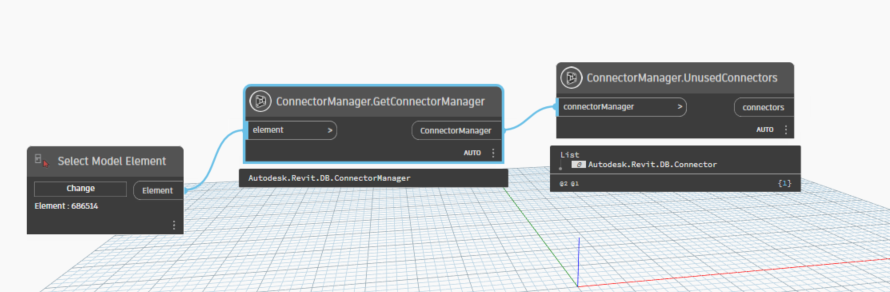 Select Model Element
Change
Element
Element : 686514
ConnectorManager.GetConnectorManager
element >
ConnectorManager
AUTO
Autodesk.Revit.DB.ConnectorManager
ConnectorManager.UnusedConnectors
connectorManager >
connectors
AUTO
List
0 Autodesk.Revit.DB.Connector
@2 @1 {1}